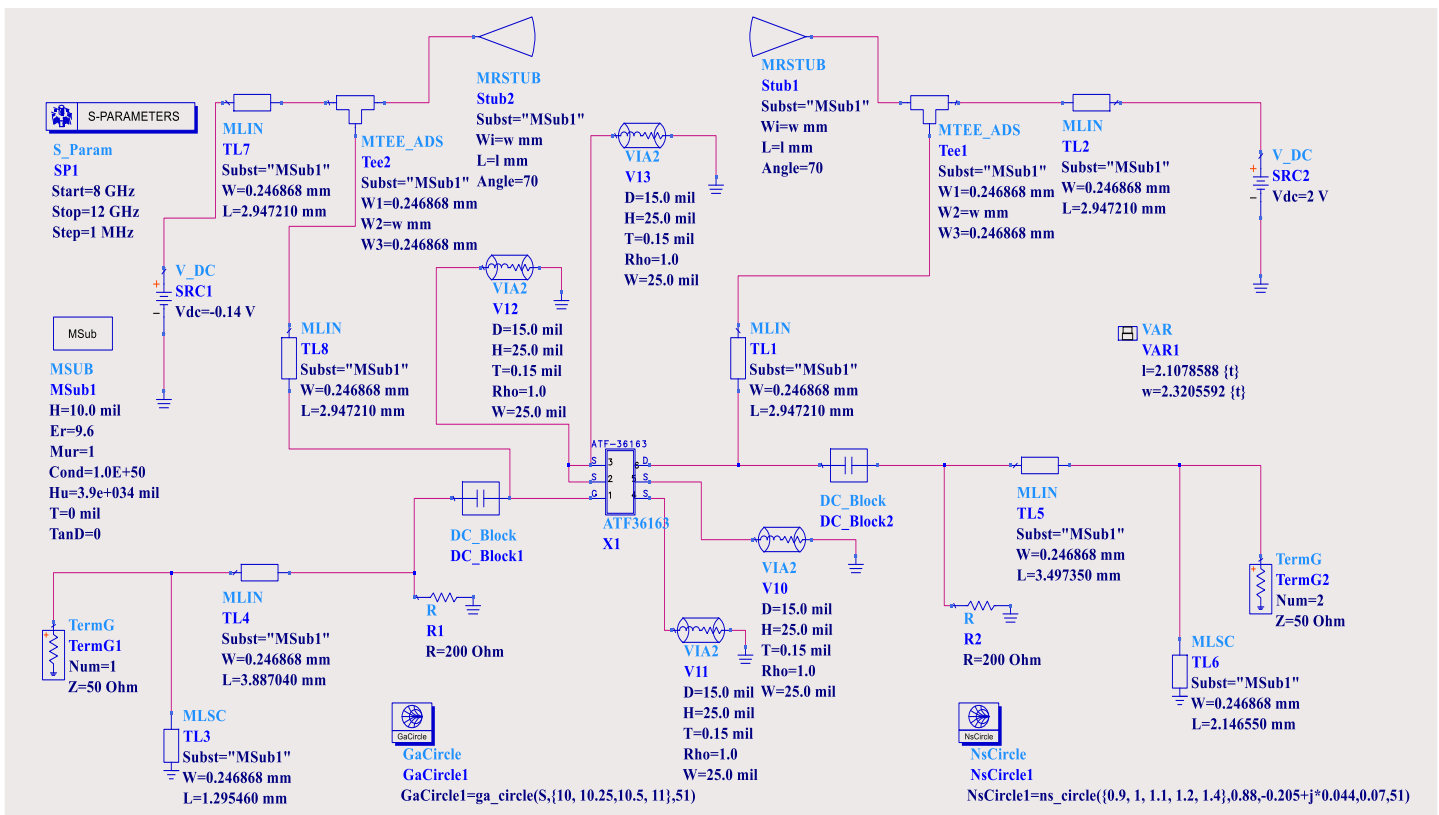 S-PARAMETERS
S_Param
SP1
Start=8 GHz
Stop=12 GHz
Step=1 MHz
MLIN
TL7
Subst="MSub1"
W=0.246868 mm
L=2.947210 mm
MTEE_ADS
Tee2
Subst="MSub1"
W1=0.246868 mm
W2=w mm
W3=0.246868 mm
MRSTUB
Stub2
Subst="MSub1"
Wi=w mm
L=l mm
Angle=70
VIA2
V13
D=15.0 mil
H=25.0 mil
T=0.15 mil
Rho=1.0
W=25.0 mil
MRSTUB
Stub1
Subst="MSub1"
Wi=w mm
L=l mm
Angle=70
MTEE_ADS
Tee1
Subst="MSub1"
W1=0.246868 mm
W2=w mm
W3=0.246868 mm
MLIN
TL2
Subst="MSub1"
W=0.246868 mm
L=2.947210 mm
V_DC
SRC2
Vdc=2 V
V_DC
SRC1
Vdc=-0.14 V
MSub
MSUB
MSub1
H=10.0 mil
Er=9.6
Mur=1
Cond=1.0E+50
Hu=3.9e+034 mil
T=0 mil
TanD=0
MLIN
TL8
Subst="MSub1"
W=0.246868 mm
L=2.947210 mm
VIA2
V12
D=15.0 mil
H=25.0 mil
T=0.15 mil
Rho=1.0
W=25.0 mil
MLIN
TL1
Subst="MSub1"
W=0.246868 mm
L=2.947210 mm
VAR
VAR1
l=2.1078588 {t}
w=2.3205592 {t}
ATF-36163
S 3 6 D
S 2 5 S
G 1 4 S
ATF36163
X1
DC_Block
DC_Block1
DC_Block
DC_Block2
MLIN
TL5
Subst="MSub1"
W=0.246868 mm
L=3.497350 mm
TermG
TermG2
Num=2
Z=50 Ohm
TermG
TermG1
Num=1
Z=50 Ohm
MLIN
TL4
Subst="MSub1"
W=0.246868 mm
L=3.887040 mm
R
R1
R=200 Ohm
VIA2
V10
D=15.0 mil
H=25.0 mil
T=0.15 mil
Rho=1.0
W=25.0 mil
VIA2
V11
D=15.0 mil
H=25.0 mil
T=0.15 mil
Rho=1.0
W=25.0 mil
R
R2
R=200 Ohm
MLSC
TL6
Subst="MSub1"
W=0.246868 mm
L=2.146550 mm
MLSC
TL3
Subst="MSub1"
W=0.246868 mm
L=1.295460 mm
GaCircle
GaCircle
GaCircle1
GaCircle1=ga_circle(S,{10, 10.25,10.5, 11},51)
NsCircle
NsCircle
NsCircle1
NsCircle1=ns_circle({0.9, 1, 1.1, 1.2, 1.4},0.88,-0.205+j*0.044,0.07,51)